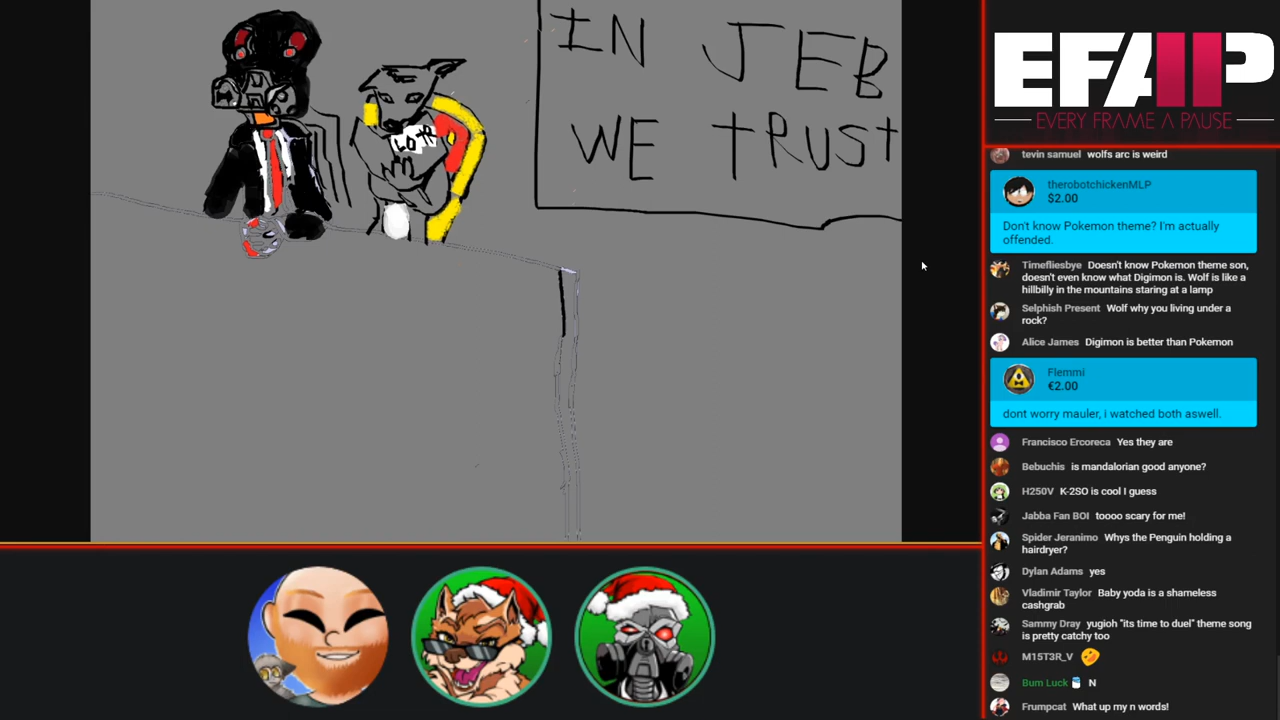 IN JEB
WE TRUST
LOTR
EFAP
EVERY FRAME A PAUSE
tevin samuel wolfs arc is weird
therobotchickenMLP
$2.00
Don't know Pokemon theme? I'm actually
offended.
Timefliesbye Doesn't know Pokemon theme son,
doesn't even know what Digimon is. Wolf is like a
hillbilly in the mountains staring at a lamp
Selphish Present Wolf why you living under a
rock?
Alice James Digimon is better than Pokemon
Flemmi
€2.00
dont worry mauler, i watched both aswell.
Francisco Ercoreca Yes they are
Bebuchis is mandalorian good anyone?
H250V K-2SO is cool I guess
Jabba Fan BOI toooo scary for me!
Spider Jeranimo Whys the Penguin holding a
hairdryer?
Dylan Adams yes
Vladimir Taylor Baby yoda is a shameless
cashgrab
Sammy Dray yugioh "its time to duel" theme song
is pretty catchy too
M15T3R_V
Bum Luck N
Frumpcat What up my n words!